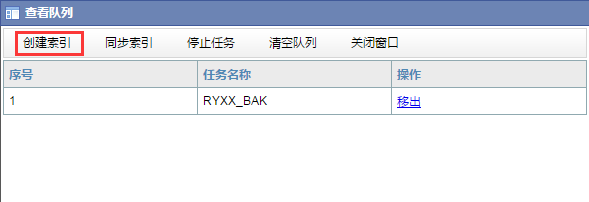 查看队列
创建索引 同步索引 停止任务 清空队列 关闭窗口
序号 任务名称 操作
1 RYXX_BAK 移出